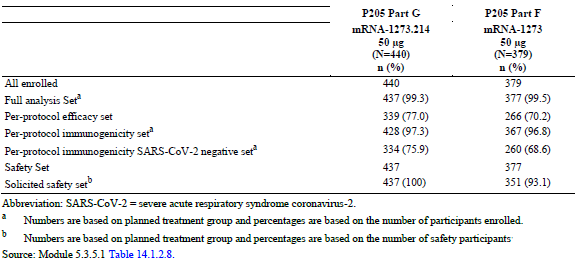 P205 Part G P205 Part F
mRNA-1273.214 mRNA-1273
50 µg 50 µg
(N=440) (N=379)
n (%) n (%)
All enrolled 440 379
Full analysis Setᵃ 437 (99.3) 377 (99.5)
Per-protocol efficacy set 339 (77.0) 266 (70.2)
Per-protocol immunogenicity setᵃ 428 (97.3) 367 (96.8)
Per-protocol immunogenicity SARS-CoV-2 negative setᵃ 334 (75.9) 260 (68.6)
Safety Set 437 377
Solicited safety setᵇ 437 (100) 351 (93.1)
Abbreviation: SARS-CoV-2 = severe acute respiratory syndrome coronavirus-2.
ᵃ Numbers are based on planned treatment group and percentages are based on the number of participants enrolled.
ᵇ Numbers are based on planned treatment group and percentages are based on the number of safety participants
Source: Module 5.3.5.1 Table 14.1.2.8.